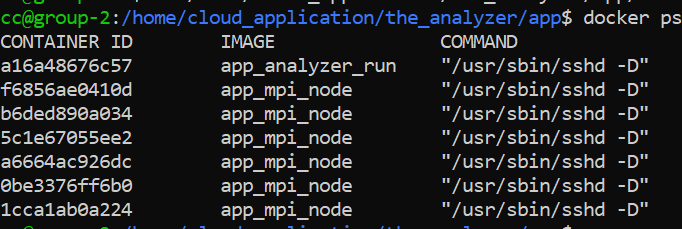 cc@group-2:/home/cloud_application/the_analyzer/app$ docker ps
CONTAINER ID IMAGE COMMAND
a16a48676c57 app_analyzer_run "/usr/sbin/sshd -D"
f6856ae0410d app_mpi_node "/usr/sbin/sshd -D"
b6ded890a034 app_mpi_node "/usr/sbin/sshd -D"
5c1e67055ee2 app_mpi_node "/usr/sbin/sshd -D"
a6664ac926dc app_mpi_node "/usr/sbin/sshd -D"
0be3376ff6b0 app_mpi_node "/usr/sbin/sshd -D"
1cca1ab0a224 app_mpi_node "/usr/sbin/sshd -D"